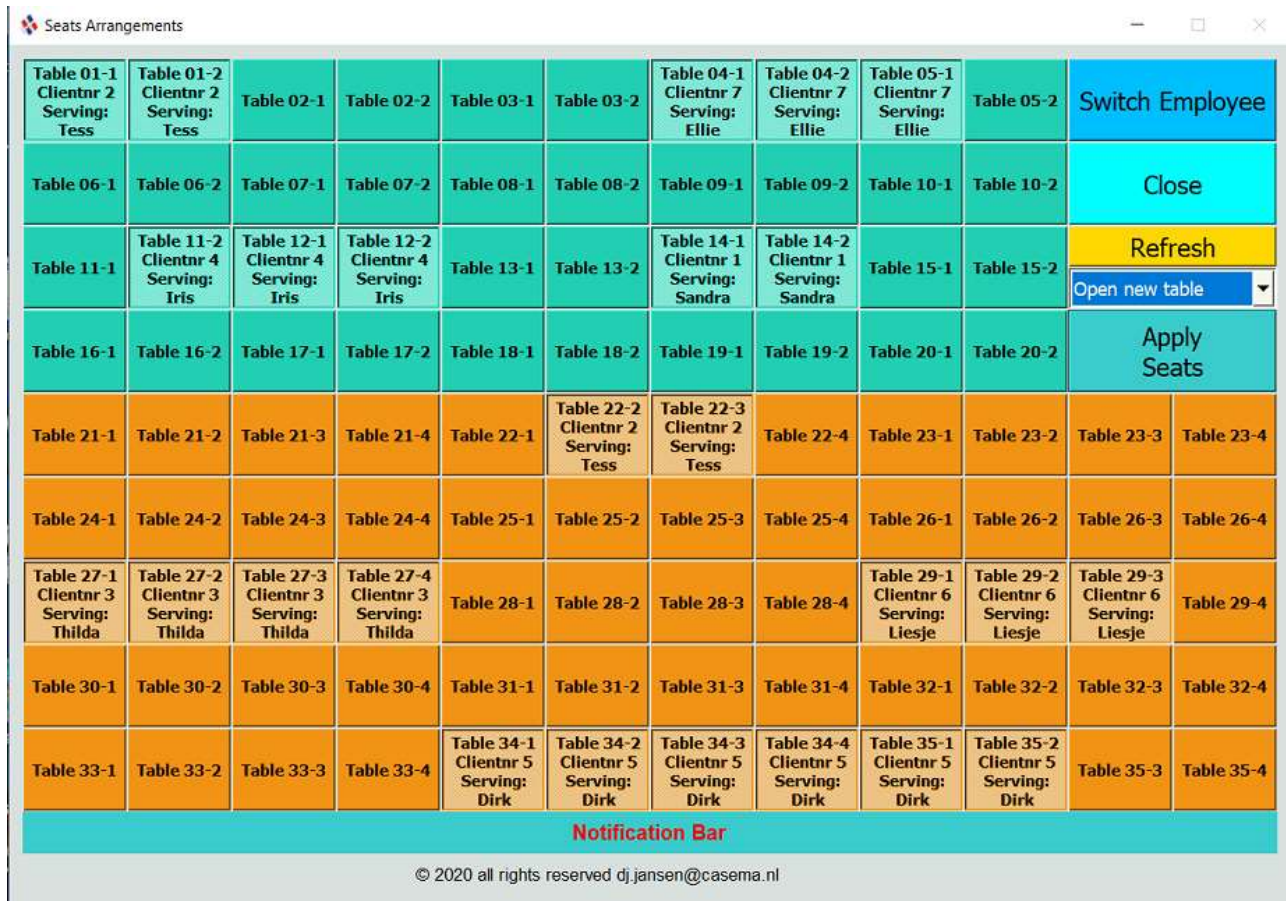 Seats Arrangements
Table 01-1
Clientnr 2
Serving:
Tess
Table 01-2
Clientnr 2
Serving:
Tess
Table 02-1
Table 02-2
Table 03-1
Table 03-2
Table 04-1
Clientnr 7
Serving:
Ellie
Table 04-2
Clientnr 7
Serving:
Ellie
Table 05-1
Clientnr 7
Serving:
Ellie
Table 05-2
Switch Employee
Table 06-1
Table 06-2
Table 07-1
Table 07-2
Table 08-1
Table 08-2
Table 09-1
Table 09-2
Table 10-1
Table 10-2
Close
Table 11-1
Table 11-2
Clientnr 4
Serving:
Iris
Table 12-1
Clientnr 4
Serving:
Iris
Table 12-2
Clientnr 4
Serving:
Iris
Table 13-1
Table 13-2
Table 14-1
Clientnr 1
Serving:
Sandra
Table 14-2
Clientnr 1
Serving:
Sandra
Table 15-1
Table 15-2
Refresh
Open new table
Table 16-1
Table 16-2
Table 17-1
Table 17-2
Table 18-1
Table 18-2
Table 19-1
Table 19-2
Table 20-1
Table 20-2
Apply
Seats
Table 21-1
Table 21-2
Table 21-3
Table 21-4
Table 22-1
Table 22-2
Clientnr 2
Serving:
Tess
Table 22-3
Clientnr 2
Serving:
Tess
Table 22-4
Table 23-1
Table 23-2
Table 23-3
Table 23-4
Table 24-1
Table 24-2
Table 24-3
Table 24-4
Table 25-1
Table 25-2
Table 25-3
Table 25-4
Table 26-1
Table 26-2
Table 26-3
Table 26-4
Table 27-1
Clientnr 3
Serving:
Thilda
Table 27-2
Clientnr 3
Serving:
Thilda
Table 27-3
Clientnr 3
Serving:
Thilda
Table 27-4
Clientnr 3
Serving:
Thilda
Table 28-1
Table 28-2
Table 28-3
Table 28-4
Table 29-1
Clientnr 6
Serving:
Liesje
Table 29-2
Clientnr 6
Serving:
Liesje
Table 29-3
Clientnr 6
Serving:
Liesje
Table 29-4
Table 30-1
Table 30-2
Table 30-3
Table 30-4
Table 31-1
Table 31-2
Table 31-3
Table 31-4
Table 32-1
Table 32-2
Table 32-3
Table 32-4
Table 33-1
Table 33-2
Table 33-3
Table 33-4
Table 34-1
Clientnr 5
Serving:
Dirk
Table 34-2
Clientnr 5
Serving:
Dirk
Table 34-3
Clientnr 5
Serving:
Dirk
Table 34-4
Clientnr 5
Serving:
Dirk
Table 35-1
Clientnr 5
Serving:
Dirk
Table 35-2
Clientnr 5
Serving:
Dirk
Table 35-3
Table 35-4
Notification Bar
© 2020 all rights reserved dj.jansen@casema.nl